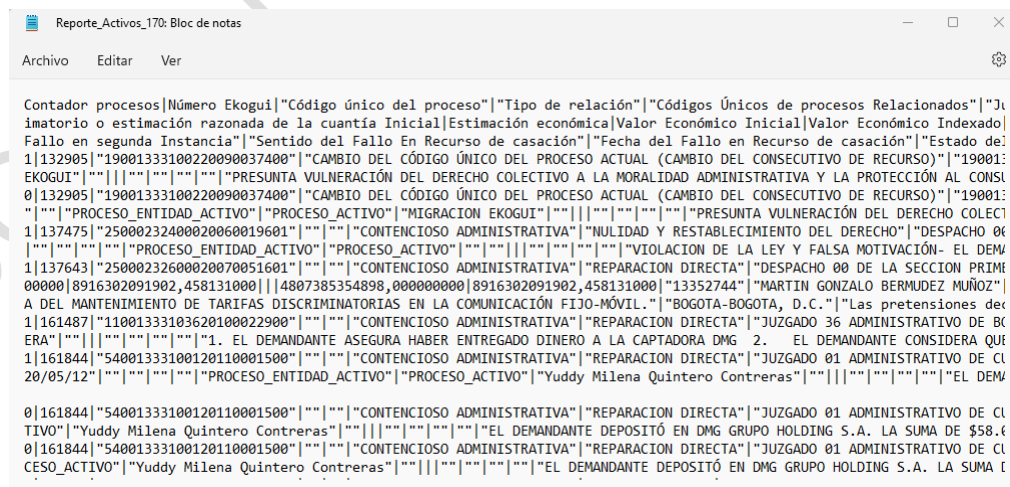 Reporte_Activos_170: Bloc de notas
Archivo Editar Ver
Contador procesos|Número Ekogui|"Código único del proceso"|"Tipo de relación"|"Códigos Únicos de procesos Relacionados"|"Ju
imatorio o estimación razonada de la cuantía Inicial|Estimación económica|Valor Económico Inicial|Valor Económico Indexado|
Fallo en segunda Instancia"|"Sentido del Fallo En Recurso de casación"|"Fecha del Fallo en Recurso de casación"|"Estado del
1|132905|"19001333100220090037400"|"CAMBIO DEL CÓDIGO ÚNICO DEL PROCESO ACTUAL (CAMBIO DEL CONSECUTIVO DE RECURSO)"|"190013
EKOGUI"|""|||""|""|""|""|"PRESUNTA VULNERACIÓN DEL DERECHO COLECTIVO A LA MORALIDAD ADMINISTRATIVA Y LA PROTECCIÓN AL CONSU
0|132905|"19001333100220090037400"|"CAMBIO DEL CÓDIGO ÚNICO DEL PROCESO ACTUAL (CAMBIO DEL CONSECUTIVO DE RECURSO)"|"190013
"|""|"PROCESO_ENTIDAD_ACTIVO"|"PROCESO_ACTIVO"|"MIGRACION EKOGUI"|""|||""|""|""|""|"PRESUNTA VULNERACIÓN DEL DERECHO COLECT
1|137475|"25000232400020060019601"|""|""|"CONTENCIOSO ADMINISTRATIVA"|"NULIDAD Y RESTABLECIMIENTO DEL DERECHO"|"DESPACHO 00
|""|""|""|""|"PROCESO_ENTIDAD_ACTIVO"|"PROCESO_ACTIVO"|""|""|||""|""|""|""|"VIOLACION DE LA LEY Y FALSA MOTIVACIÓN- EL DEMA
1|137643|"25000232600020070051601"|""|""|"CONTENCIOSO ADMINISTRATIVA"|"REPARACION DIRECTA"|"DESPACHO 00 DE LA SECCION PRIME
00000|8916302091902,458131000|||4807385354898,000000000|8916302091902,458131000|"13352744"|"MARTIN GONZALO BERMUDEZ MUÑOZ"|
A DEL MANTENIMIENTO DE TARIFAS DISCRIMINATORIAS EN LA COMUNICACIÓN FIJO-MÓVIL."|"BOGOTA-BOGOTA, D.C."|"Las pretensiones dec
1|161487|"11001333103620100022900"|""|""|"CONTENCIOSO ADMINISTRATIVA"|"REPARACION DIRECTA"|"JUZGADO 36 ADMINISTRATIVO DE BO
ERA"|""|||""|""|""|""|"1. EL DEMANDANTE ASEGURA HABER ENTREGADO DINERO A LA CAPTADORA DMG 2. EL DEMANDANTE CONSIDERA QUE
1|161844|"54001333100120110001500"|""|""|"CONTENCIOSO ADMINISTRATIVA"|"REPARACION DIRECTA"|"JUZGADO 01 ADMINISTRATIVO DE CU
20/05/12"|""|""|""|"PROCESO_ENTIDAD_ACTIVO"|"PROCESO_ACTIVO"|"Yuddy Milena Quintero Contreras"|""|||""|""|""|""|"EL DEMA
0|161844|"54001333100120110001500"|""|""|"CONTENCIOSO ADMINISTRATIVA"|"REPARACION DIRECTA"|"JUZGADO 01 ADMINISTRATIVO DE CU
TIVO"|"Yuddy Milena Quintero Contreras"|""|||""|""|""|""|"EL DEMANDANTE DEPOSITÓ EN DMG GRUPO HOLDING S.A. LA SUMA DE $58.0
0|161844|"54001333100120110001500"|""|""|"CONTENCIOSO ADMINISTRATIVA"|"REPARACION DIRECTA"|"JUZGADO 01 ADMINISTRATIVO DE CU
CESO_ACTIVO"|"Yuddy Milena Quintero Contreras"|""|||""|""|""|""|"EL DEMANDANTE DEPOSITÓ EN DMG GRUPO HOLDING S.A. LA SUMA D